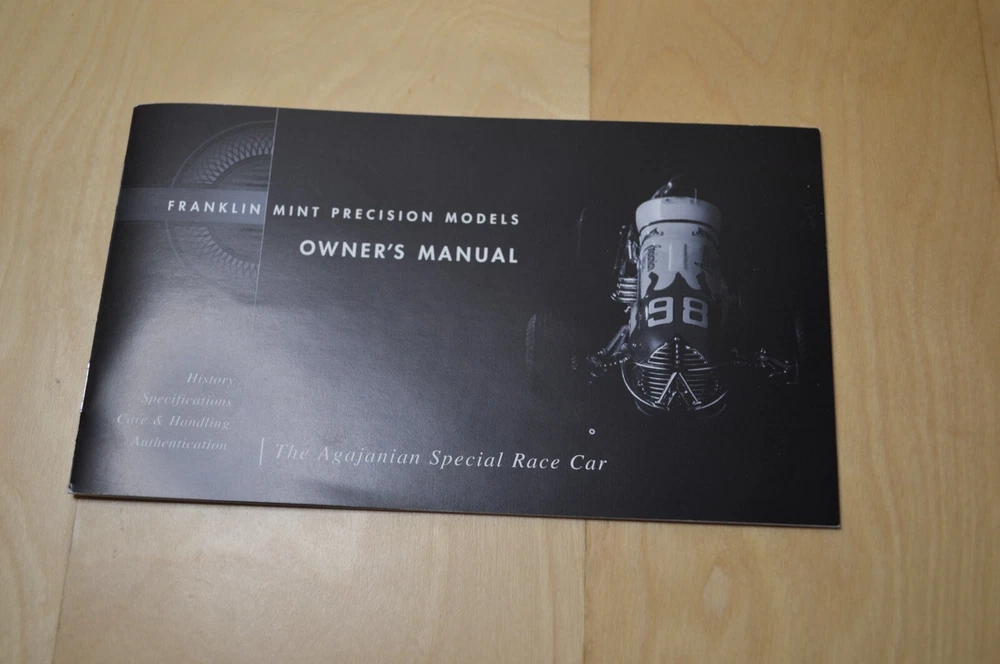 FRANKLIN MINT PRECISION MODELS
OWNER'S MANUAL
98
History
Specifications
Care & Handling
Authentication
The Agajanian Special Race Car